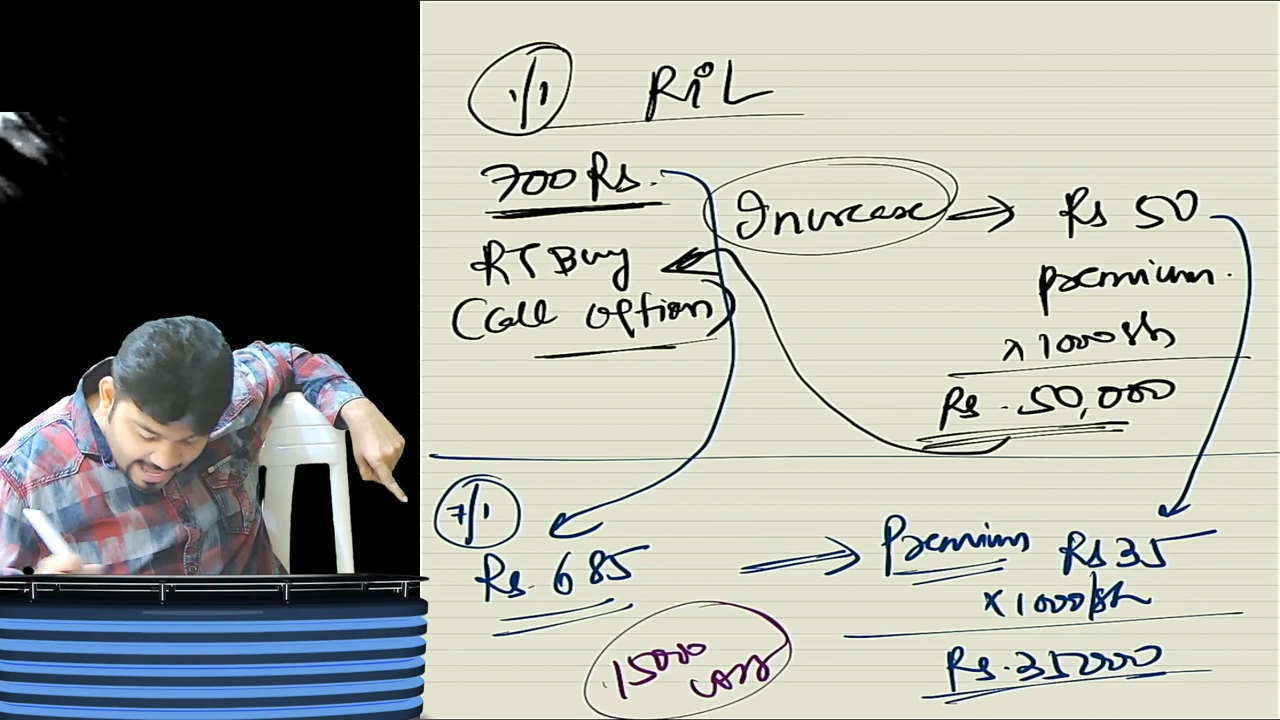 1/1 RiL
700 Rs.
Increase ⇒ Rs 50
premium.
x 1000 sh
Rs. 50,000
RT Buy
(Call option)
7/1
Rs. 685 ⇒ Premium Rs 35
x 1000/sh
Rs. 35000
15000
loss